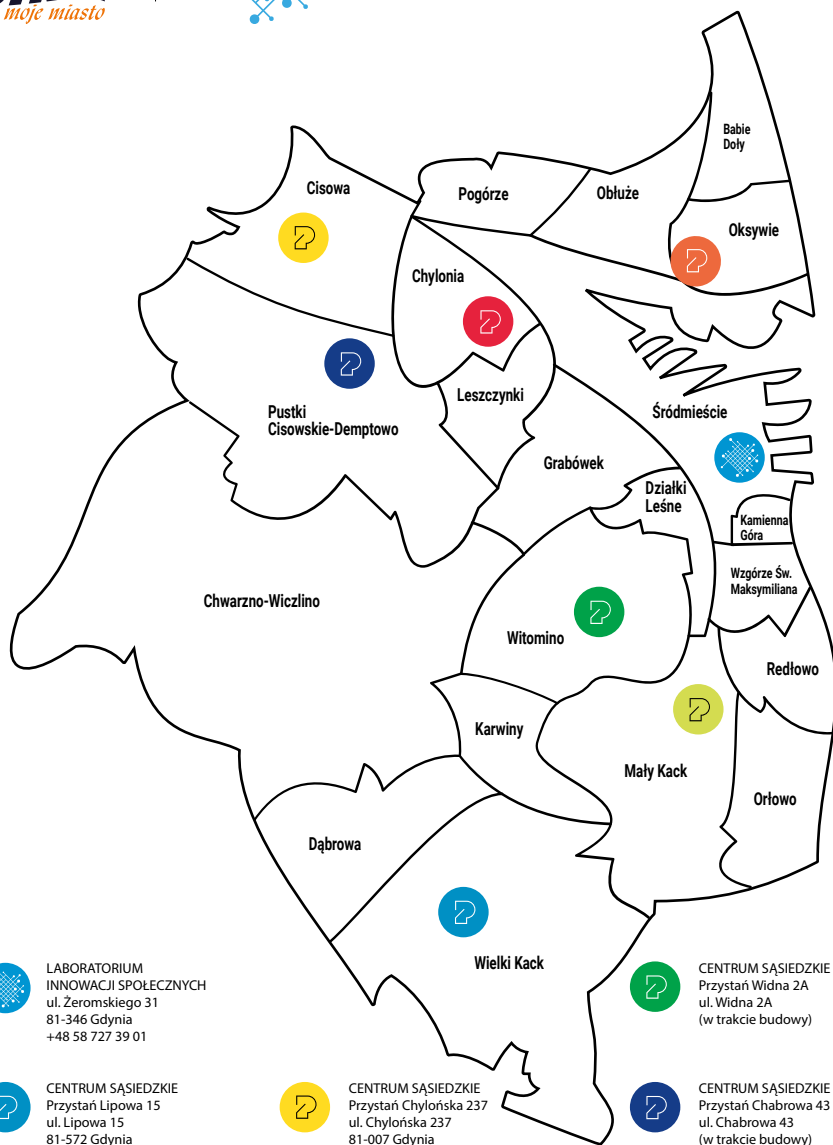 moje miasto
Babie
Doły
Cisowa
Pogórze
Obłuże
Oksywie
Chylonia
Leszczynki
Pustki
Cisowskie-Demptowo
Śródmieście
Grabówek
Działki
Leśne
Kamienna
Góra
Wzgórze Św.
Maksymiliana
Chwarzno-Wiczlino
Witomino
Redłowo
Karwiny
Mały Kack
Orłowo
Dąbrowa
Wielki Kack
LABORATORIUM
INNOWACJI SPOŁECZNYCH
ul. Żeromskiego 31
81-346 Gdynia
+48 58 727 39 01
CENTRUM SĄSIEDZKIE
Przystań Widna 2A
ul. Widna 2A
(w trakcie budowy)
CENTRUM SĄSIEDZKIE
Przystań Lipowa 15
ul. Lipowa 15
81-572 Gdynia
CENTRUM SĄSIEDZKIE
Przystań Chylońska 237
ul. Chylońska 237
81-007 Gdynia
CENTRUM SĄSIEDZKIE
Przystań Chabrowa 43
ul. Chabrowa 43
(w trakcie budowy)